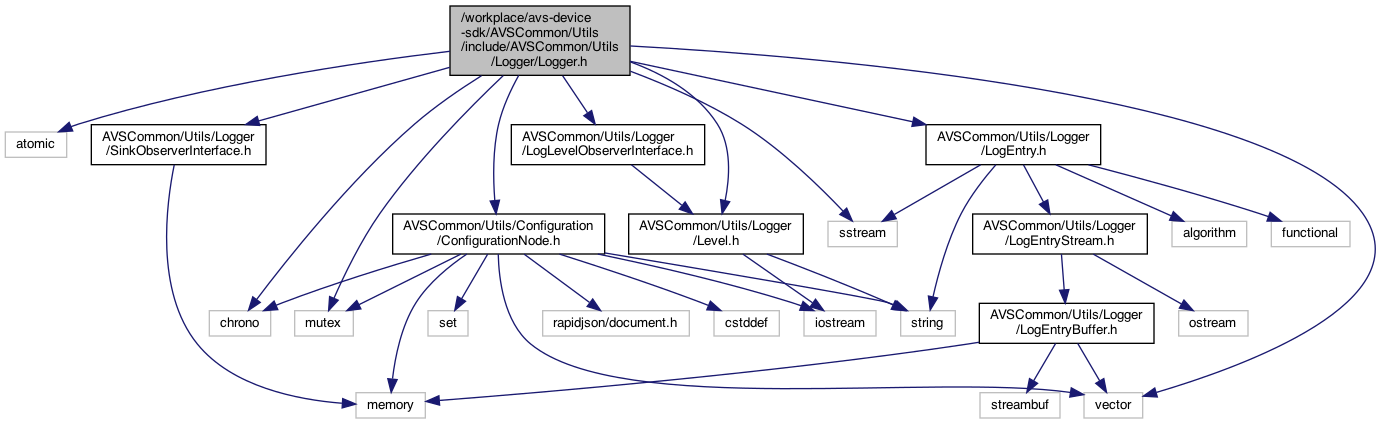 /workplace/avs-device
-sdk/AVSCommon/Utils
/include/AVSCommon/Utils
/Logger/Logger.h
atomic
AVSCommon/Utils/Logger
/SinkObserverInterface.h
AVSCommon/Utils/Logger
/LogLevelObserverInterface.h
AVSCommon/Utils/Logger
/LogEntry.h
AVSCommon/Utils/Configuration
/ConfigurationNode.h
AVSCommon/Utils/Logger
/Level.h
sstream
AVSCommon/Utils/Logger
/LogEntryStream.h
algorithm
functional
chrono
mutex
set
rapidjson/document.h
cstddef
iostream
string
AVSCommon/Utils/Logger
/LogEntryBuffer.h
ostream
memory
streambuf
vector